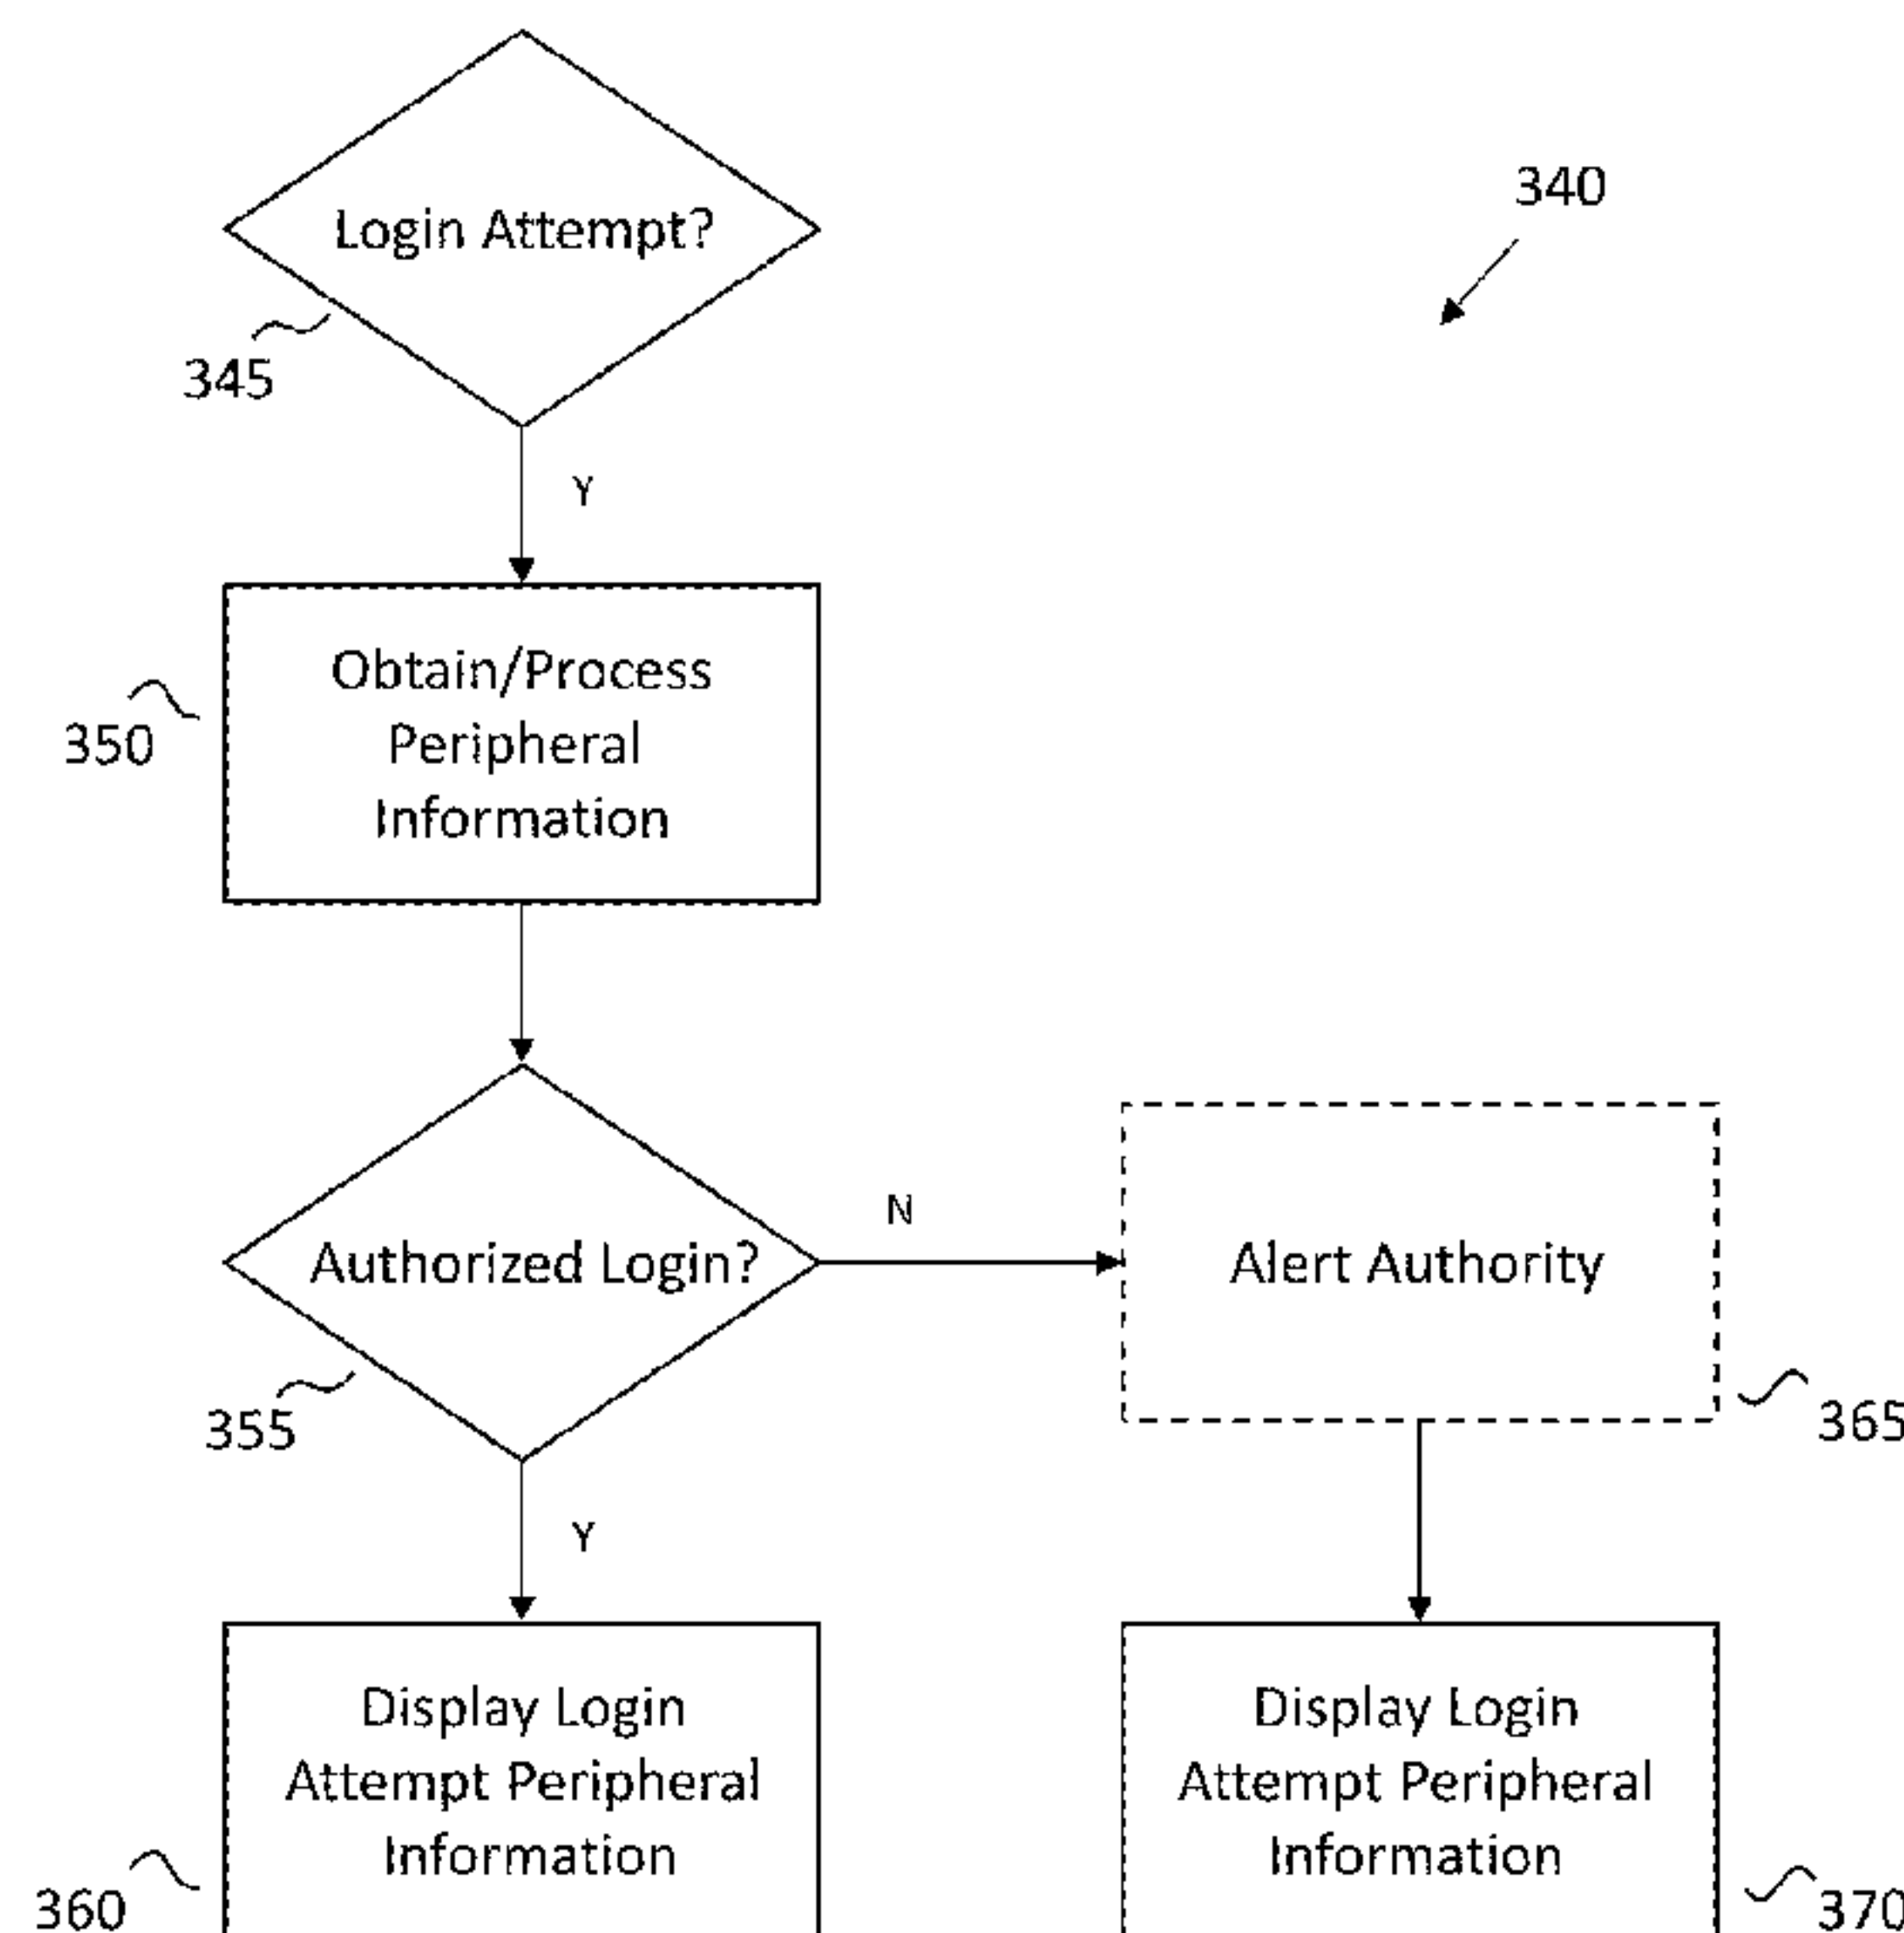 Login Attempt?
340
345
Y
Obtain/Process
Peripheral
Information
350
Authorized Login?
N
Alert Authority
355
365
Y
Display Login
Attempt Peripheral
Information
360
Display Login
Attempt Peripheral
Information
370